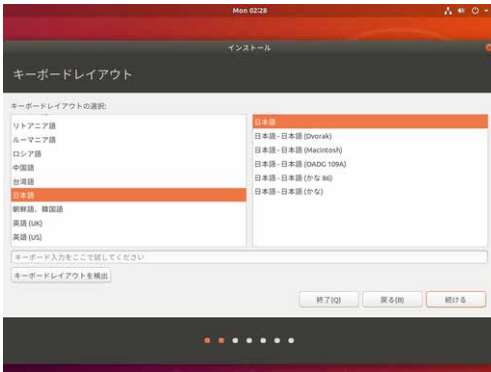 Mon 02:28
インストール
キーボードレイアウト
キーボードレイアウトの選択:
リトアニア語
ルーマニア語
ロシア語
中国語
台湾語
日本語
朝鮮語、韓国語
英語 (UK)
英語 (US)
日本語
日本語 - 日本語 (Dvorak)
日本語 - 日本語 (Macintosh)
日本語 - 日本語 (OADG 109A)
日本語 - 日本語 (かな 86)
日本語 - 日本語 (かな)
キーボード入力をここで試してください
キーボードレイアウトを検出
終了(Q)
戻る(B)
続ける